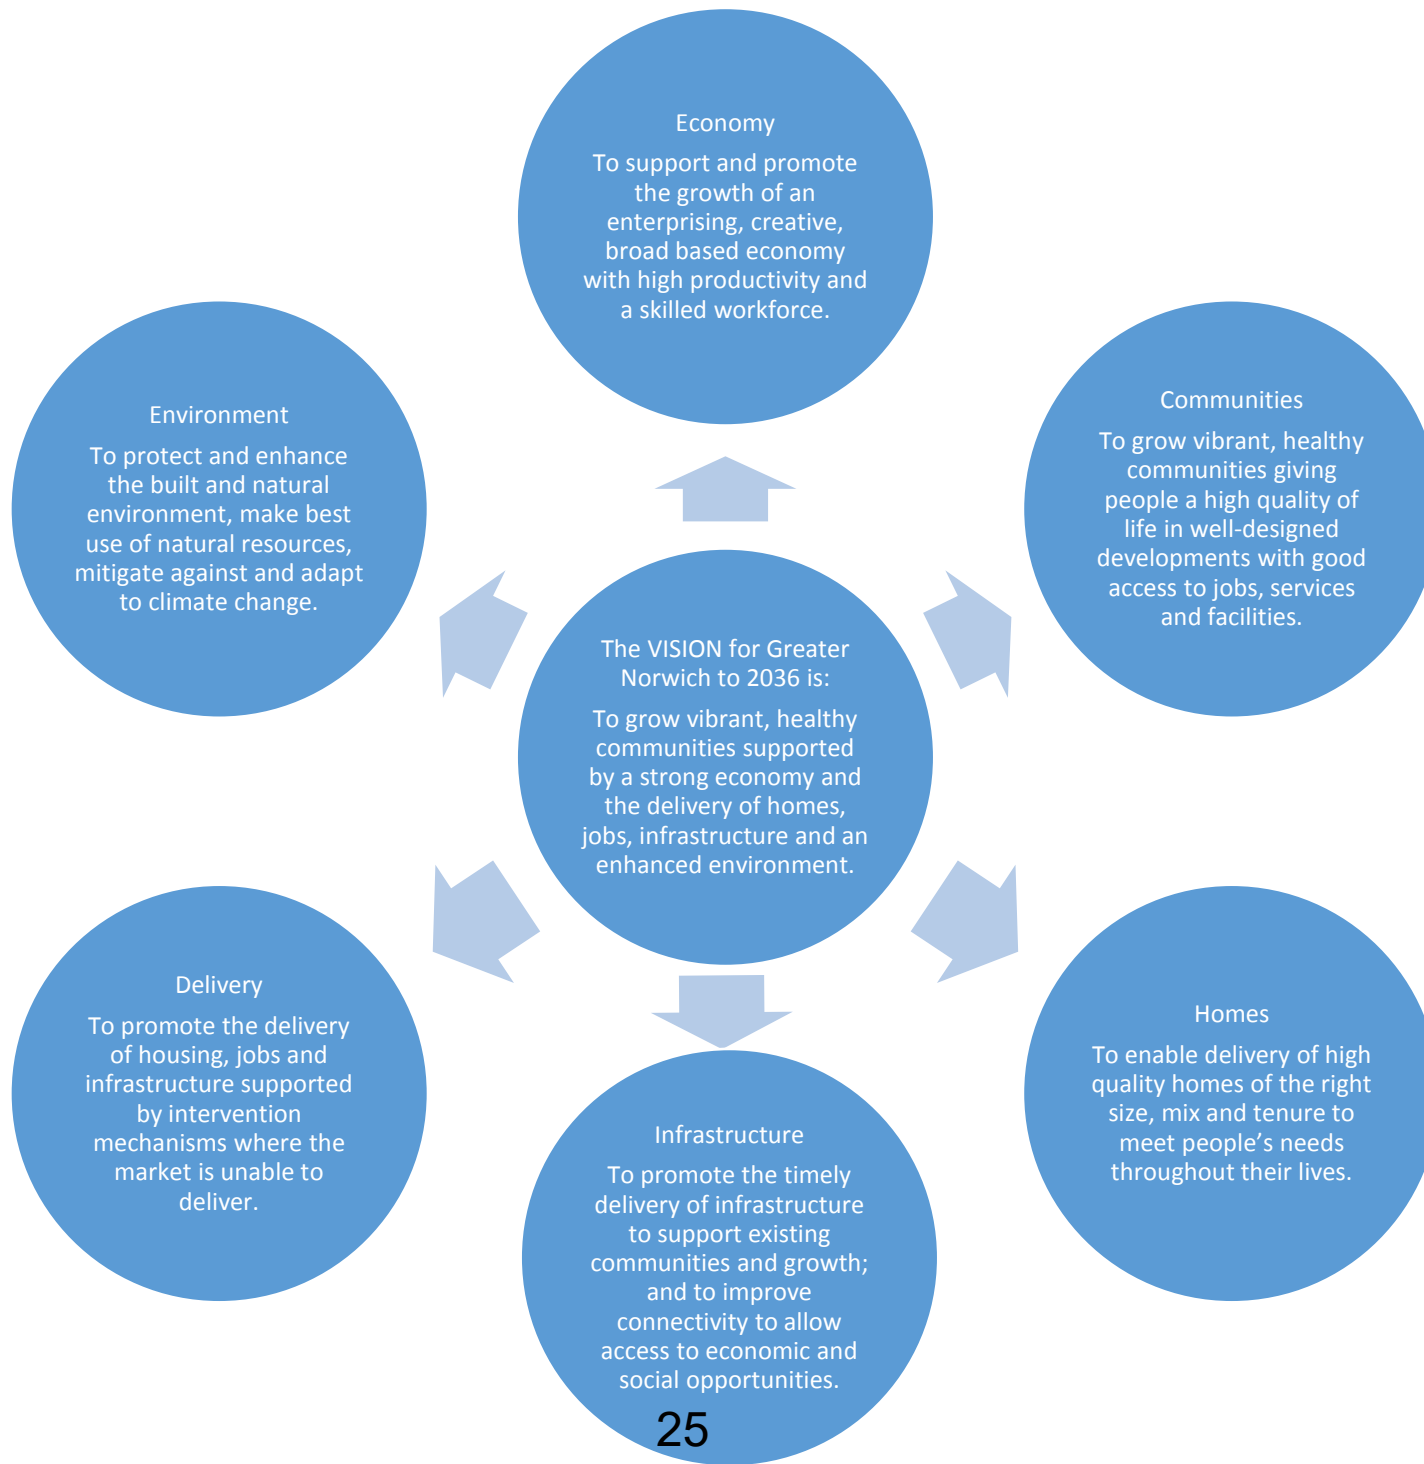 Economy
To support and promote
the growth of an
enterprising, creative,
broad based economy
with high productivity and
a skilled workforce.
Environment
To protect and enhance
the built and natural
environment, make best
use of natural resources,
mitigate against and adapt
to climate change.
Communities
To grow vibrant, healthy
communities giving
people a high quality of
life in well-designed
developments with good
access to jobs, services
and facilities.
The VISION for Greater
Norwich to 2036 is:
To grow vibrant, healthy
communities supported
by a strong economy and
the delivery of homes,
jobs, infrastructure and an
enhanced environment.
Delivery
To promote the delivery
of housing, jobs and
infrastructure supported
by intervention
mechanisms where the
market is unable to
deliver.
Homes
To enable delivery of high
quality homes of the right
size, mix and tenure to
meet people’s needs
throughout their lives.
Infrastructure
To promote the timely
delivery of infrastructure
to support existing
communities and growth;
and to improve
connectivity to allow
access to economic and
social opportunities.
25